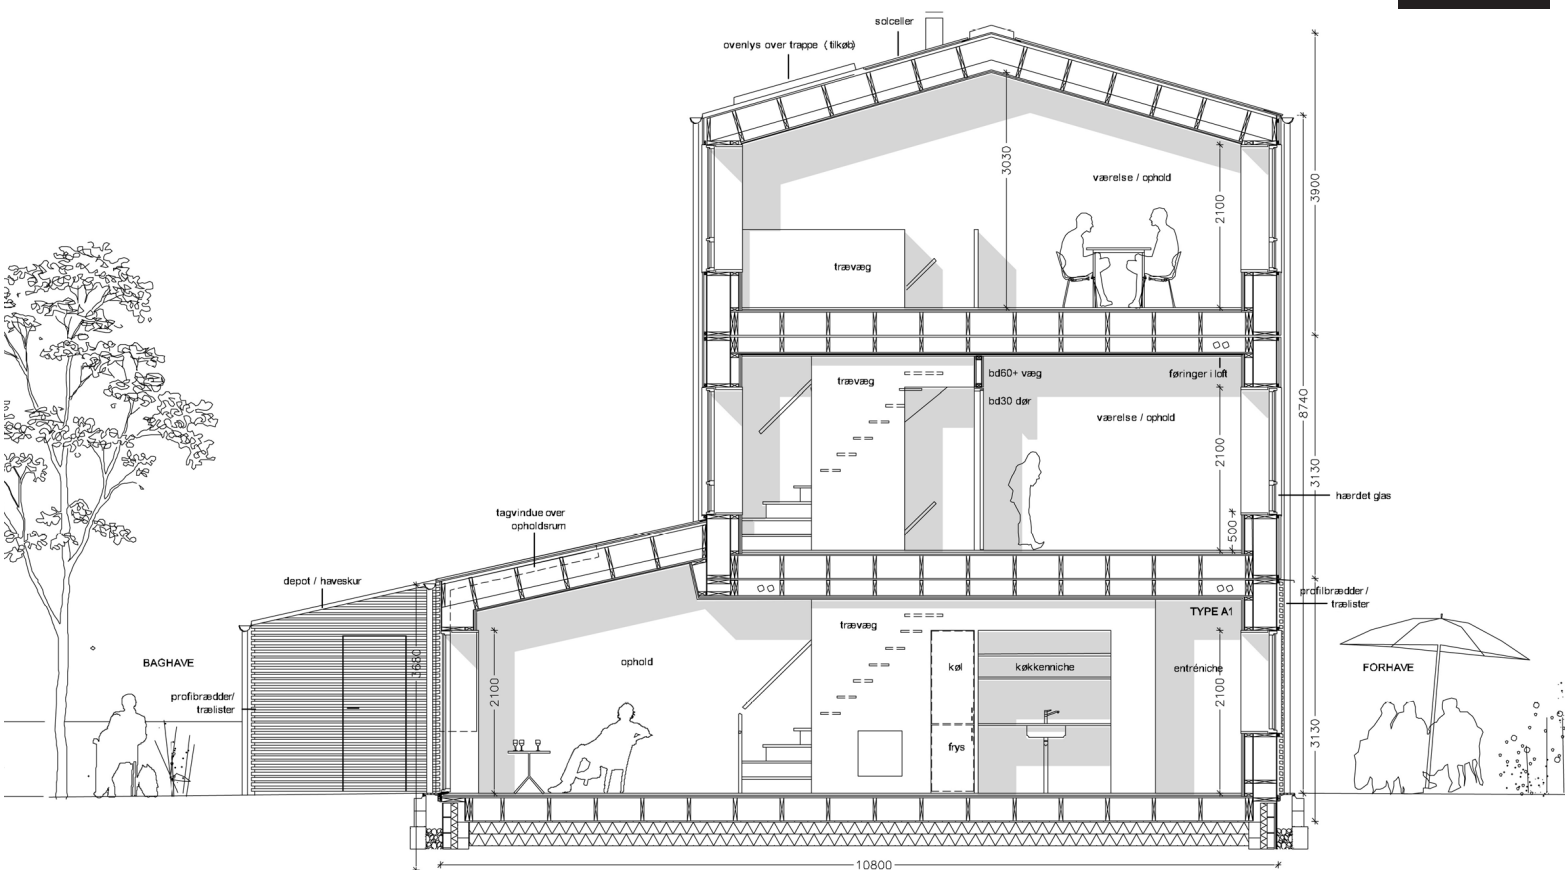 solceller
ovenlys over trappe (tilkøb)
3030
værelse / ophold
2100
3900
trævæg
bd60+ væg
føringer i loft
trævæg
bd30 dør
værelse / ophold
8740
2100
3130
hærdet glas
500
tagvindue over
opholdsrum
depot / haveskur
profilbrædder /
trælister
TYPE A1
trævæg
BAGHAVE
3680
ophold
køl
køkkenniche
entréniche
FORHAVE
profibrædder/
trælister
2100
2100
frys
3130
10800